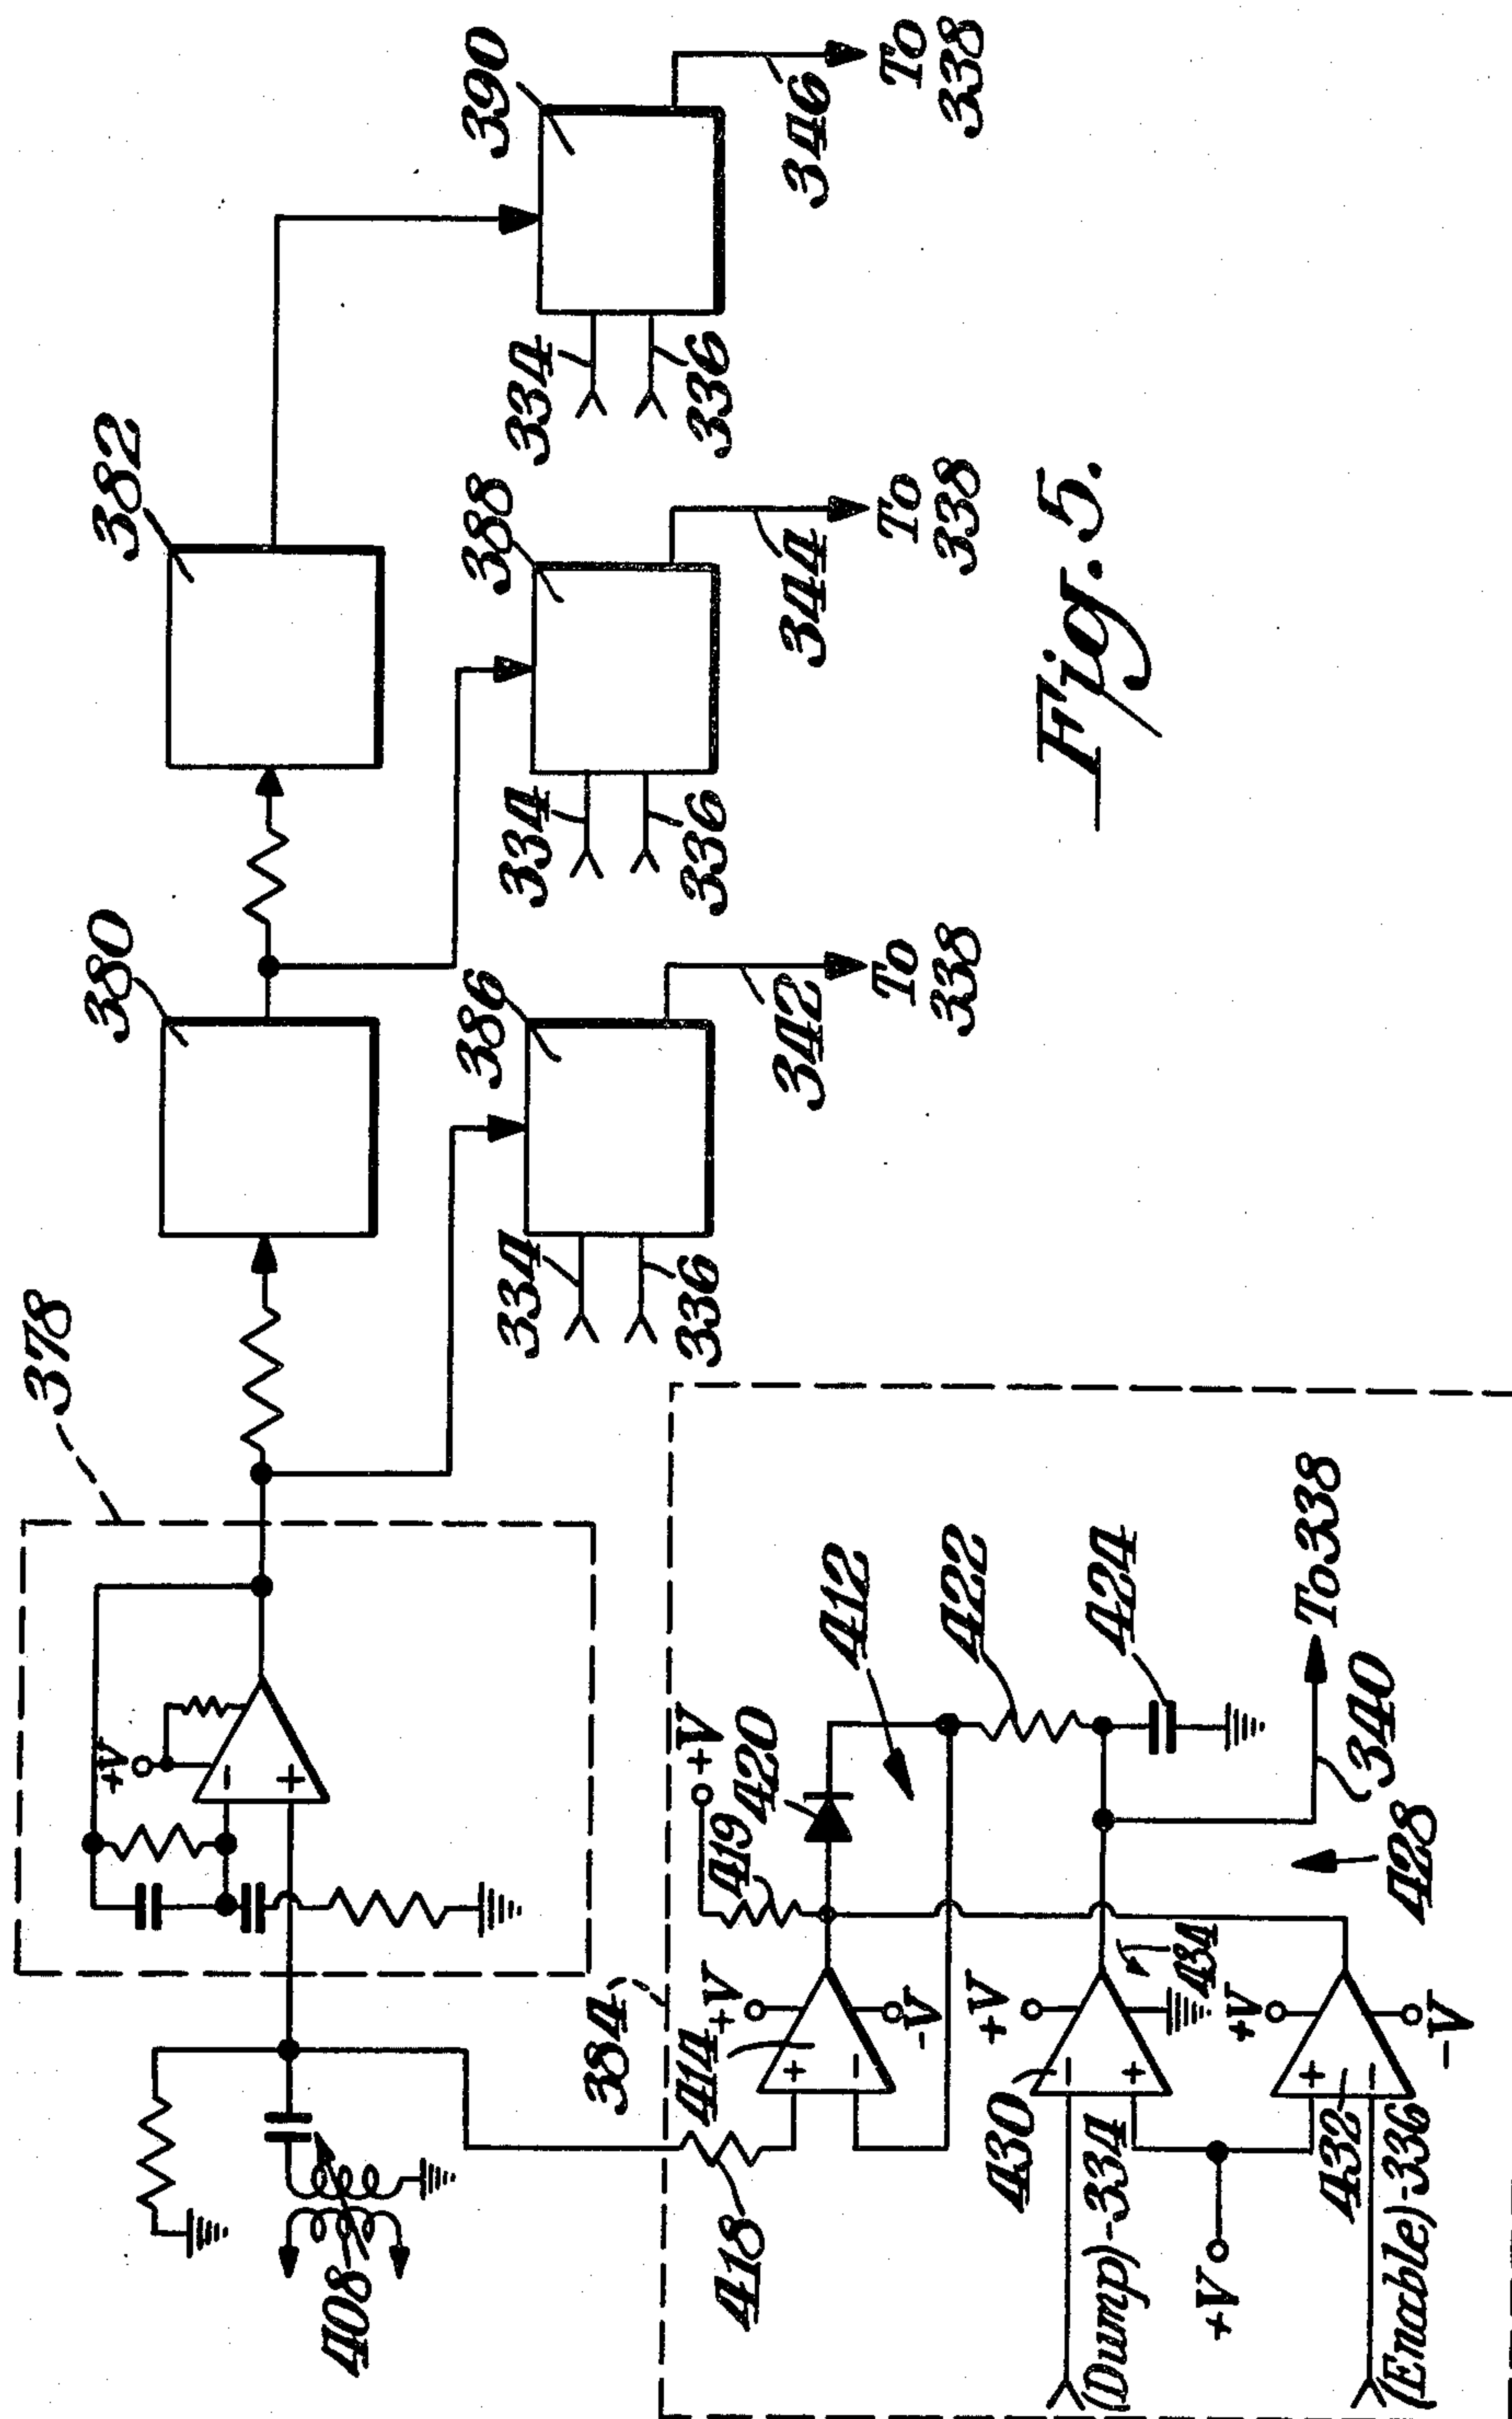 378
380
382
+V
-
+
408
384
386
388
390
334
336
334
336
334
336
342
344
346
To
338
To
338
To
338
418
414
+V
-V
+
-
419
+V
420
412
422
424
430
+V
-
+
434
(Dump)-334
+V
432
+V
+
-
-V
(Enable)-336
428
340
To 338
Fig. 5.